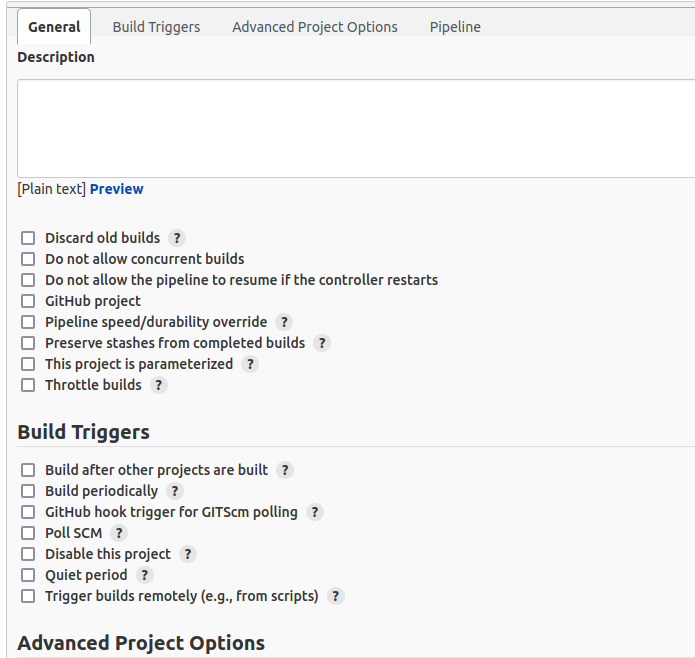 General Build Triggers Advanced Project Options Pipeline
Description
[Plain text] Preview
Discard old builds ?
Do not allow concurrent builds
Do not allow the pipeline to resume if the controller restarts
GitHub project
Pipeline speed/durability override ?
Preserve stashes from completed builds ?
This project is parameterized ?
Throttle builds ?
Build Triggers
Build after other projects are built ?
Build periodically ?
GitHub hook trigger for GITScm polling ?
Poll SCM ?
Disable this project ?
Quiet period ?
Trigger builds remotely (e.g., from scripts) ?
Advanced Project Options